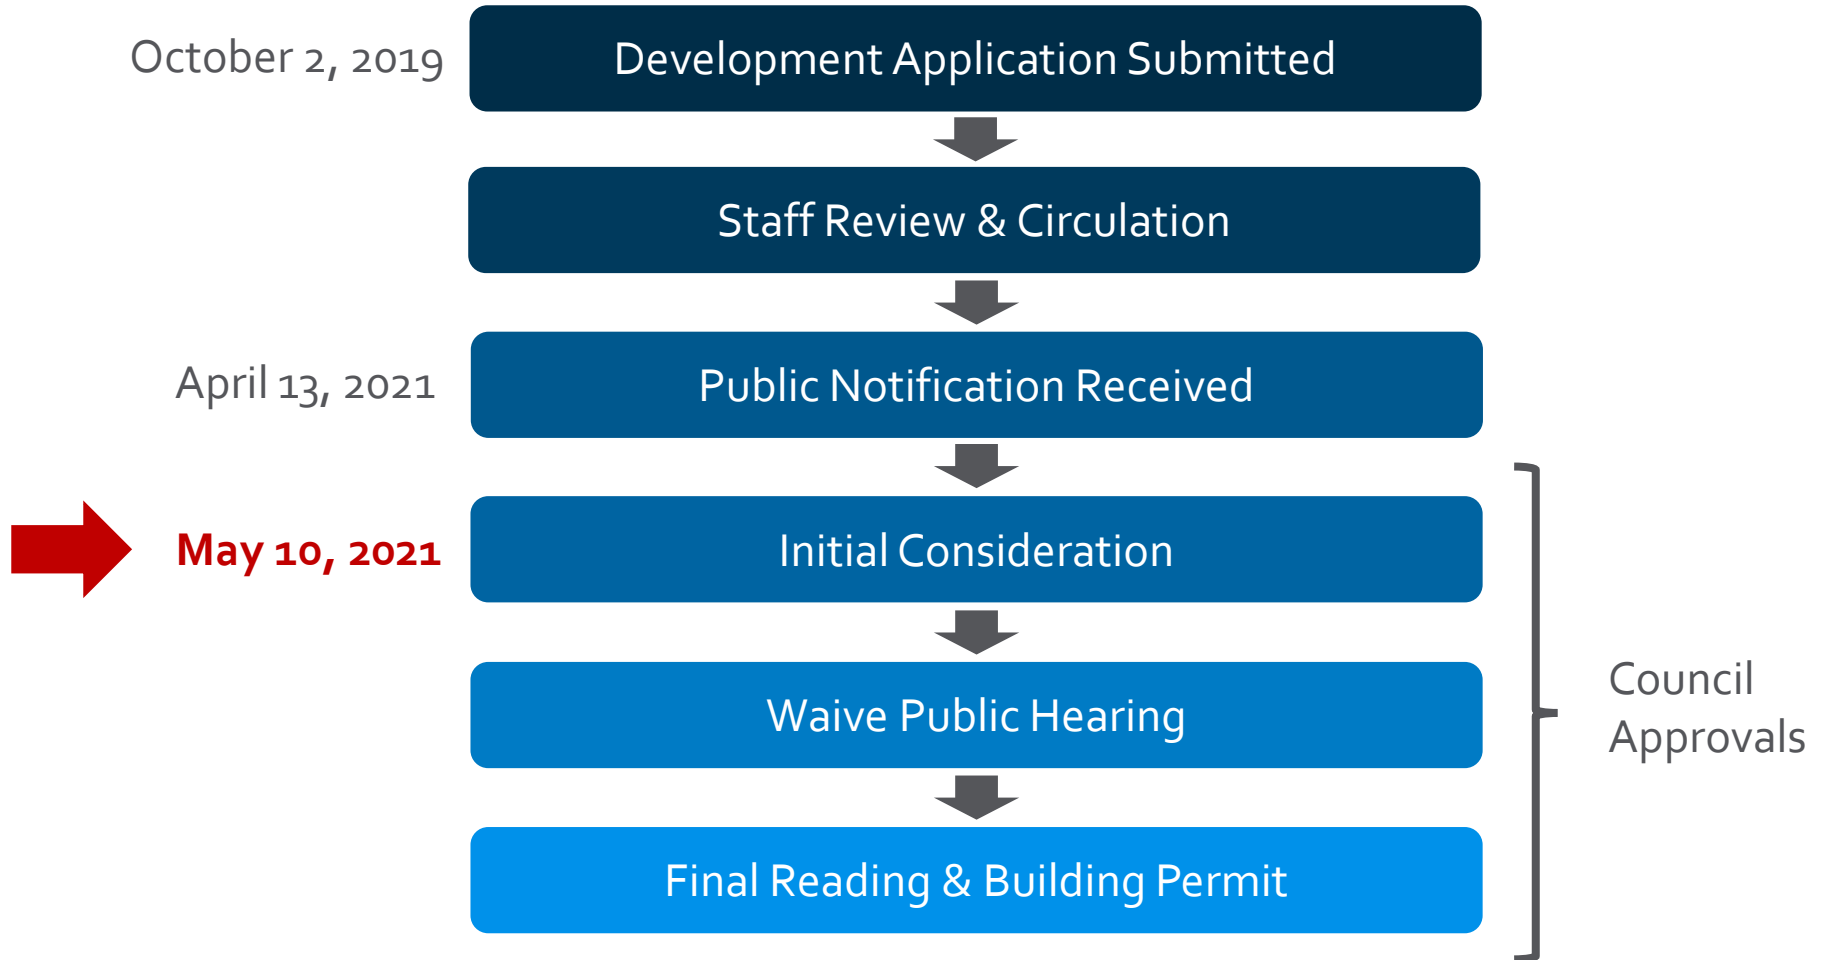 October 2, 2019
Development Application Submitted
Staff Review & Circulation
April 13, 2021
Public Notification Received
May 10, 2021
Initial Consideration
Waive Public Hearing
Final Reading & Building Permit
Council
Approvals